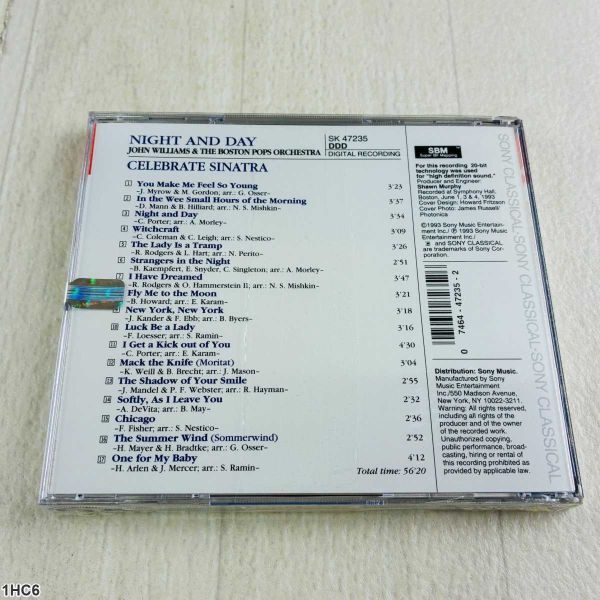 NIGHT AND DAY
JOHN WILLIAMS & THE BOSTON POPS ORCHESTRA
CELEBRATE SINATRA
SK 47235
DDD
DIGITAL RECORDING
1 You Make Me Feel So Young
-J. Myrow & M. Gordon; arr.: G. Osser- 3'23
2 In the Wee Small Hours of the Morning
-D. Mann & B. Hilliard; arr.: N. S. Mishkin- 3'37
3 Night and Day
-C. Porter; arr.: A. Morley- 3'34
4 Witchcraft
-C. Coleman & C. Leigh; arr.: S. Nestico- 3'09
5 The Lady Is a Tramp
-R. Rodgers & L. Hart; arr.: N. Perito- 3'26
6 Strangers in the Night
-B. Kaempfert, E. Snyder, C. Singleton; arr.: A. Morley- 2'51
7 I Have Dreamed
-R. Rodgers & O. Hammerstein II; arr.: N. S. Mishkin- 3'47
Fly Me to the Moon
-B. Howard; arr.: E. Karam- 3'21
New York, New York
-J. Kander & F. Ebb; arr.: B. Byers- 3'18
10 Luck Be a Lady
-F. Loesser; arr.: S. Ramin- 3'16
11 I Get a Kick out of You
-C. Porter; arr.: E. Karam- 4'30
12 Mack the Knife (Moritat)
-K. Weill & B. Brecht; arr.: J. Mason- 3'04
13 The Shadow of Your Smile
-J. Mandel & P. F. Webster; arr.: R. Hayman- 2'55
14 Softly, As I Leave You
-A. DeVita; arr.: B. May- 2'32
15 Chicago
-F. Fisher; arr.: S. Nestico- 2'36
16 The Summer Wind (Sommerwind)
-H. Mayer & H. Bradtke; arr.: G. Osser- 2'52
17 One for My Baby
-H. Arlen & J. Mercer; arr.: S. Ramin- 4'12
Total time: 56'20
SBM
Super Bit Mapping
For this recording 20-bit
technology was used
for "high definition sound."
Producer and Engineer:
Shawn Murphy
Recorded at Symphony Hall,
Boston, June 1, 3 & 4, 1993
Cover Design: Howard Fritzson
Cover Photo: James Russell/
Photonica
©1993 Sony Music Entertain-
ment Inc./ ℗ 1993 Sony Music
Entertainment Inc./
and SONY CLASSICAL
are trademarks of Sony Cor-
poration.
0 7464-47235-2
Distribution: Sony Music.
Manufactured by Sony
Music Entertainment
Inc./550 Madison Avenue,
New York, NY 10022-3211.
Warning: All rights reserved,
including all rights of the
producer and of the owner
of the recorded work.
Unauthorized copying,
public performance, broad-
casting, hiring or rental of
this recording prohibited as
provided by applicable law.
SONY CLASSICAL·SONY CLASSICAL·SONY CLASSICAL
1HC6